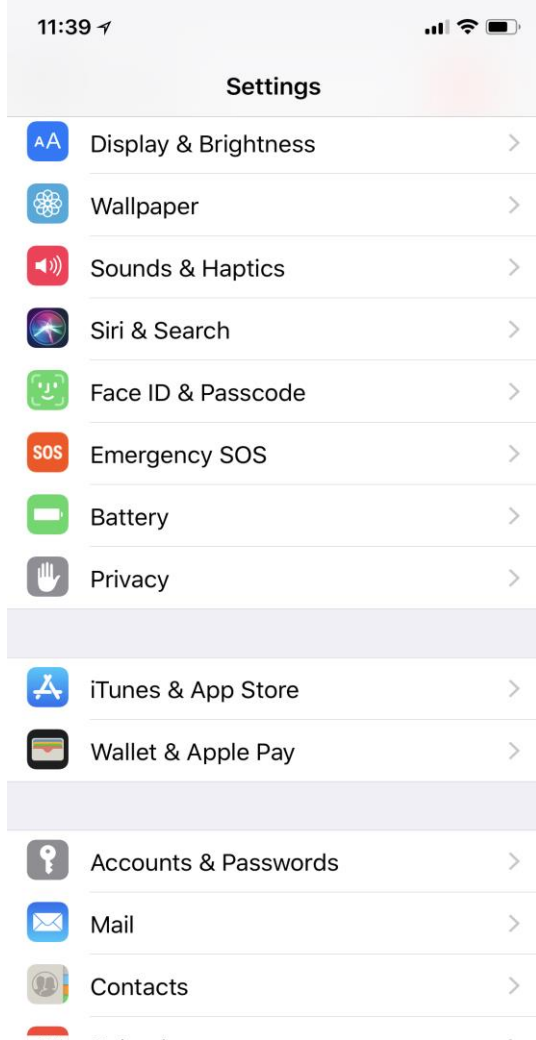 11:39
Settings
AA
Display & Brightness
Wallpaper
Sounds & Haptics
Siri & Search
Face ID & Passcode
SOS
Emergency SOS
Battery
Privacy
iTunes & App Store
Wallet & Apple Pay
Accounts & Passwords
Mail
Contacts